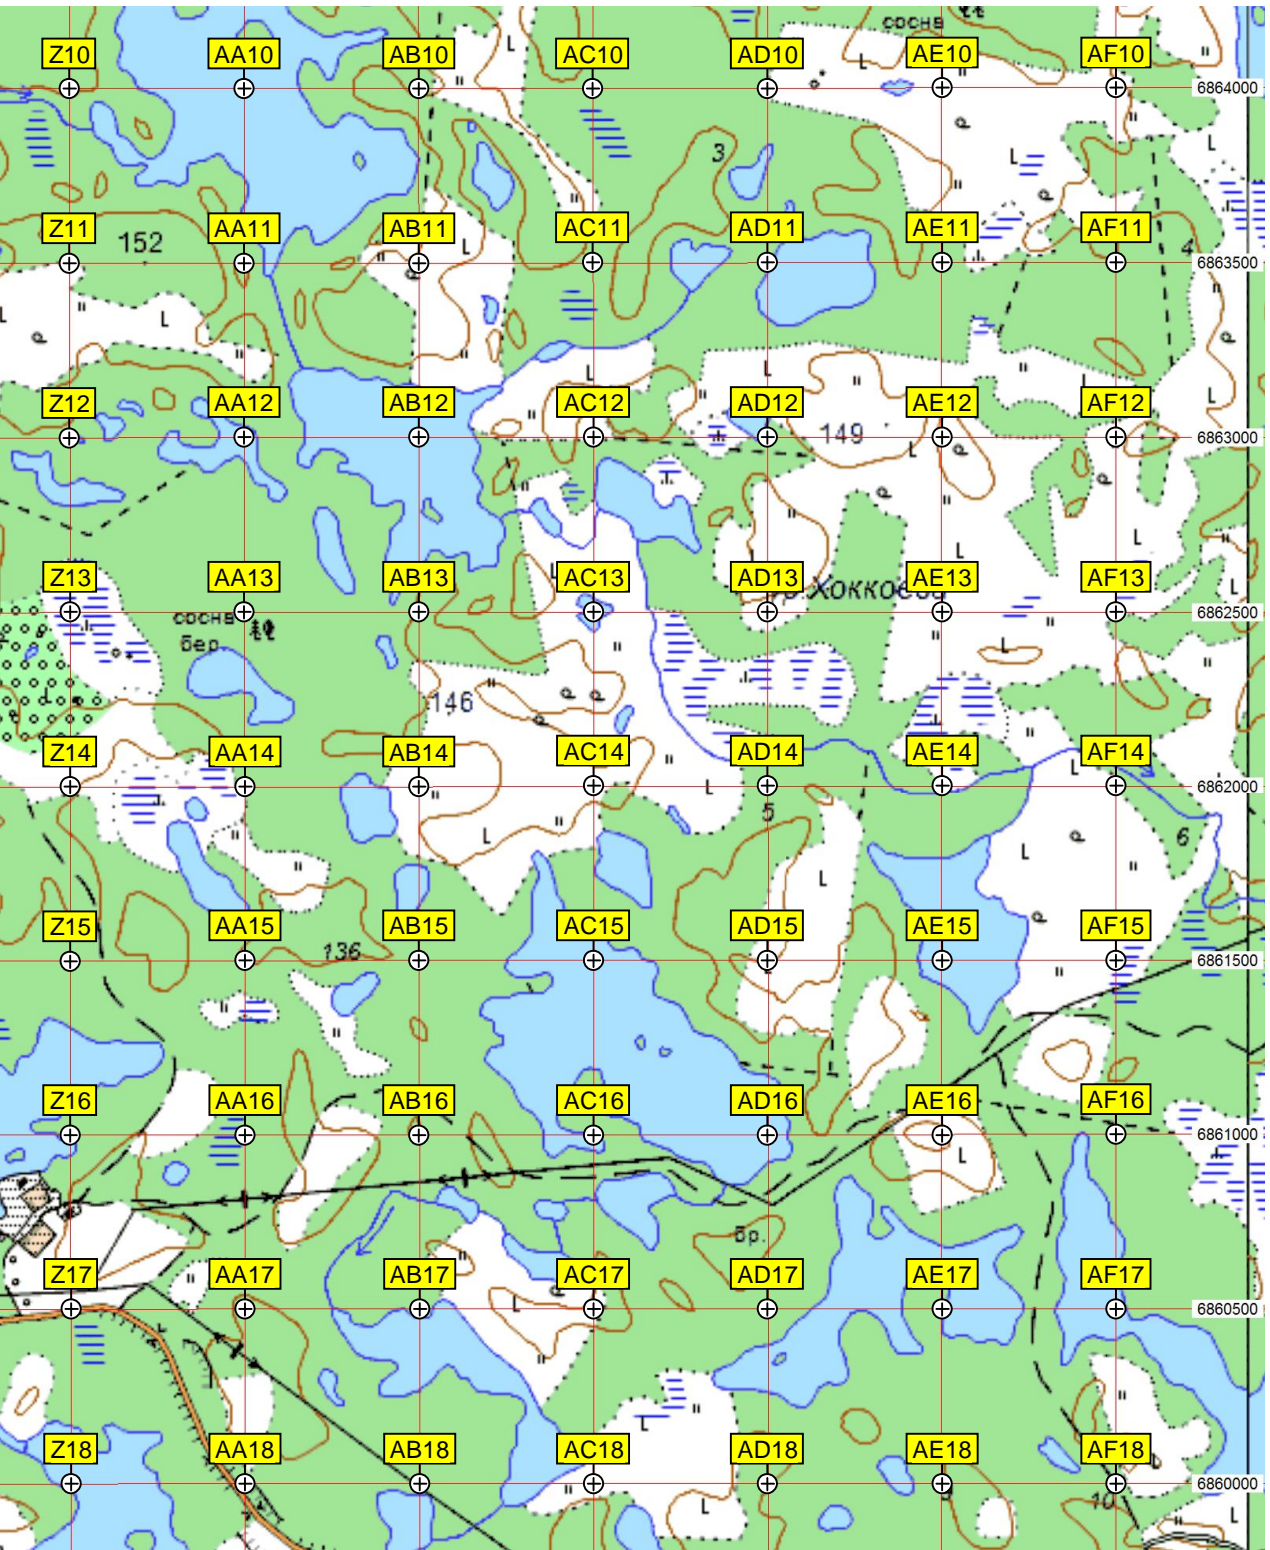 сосна
Z10 AA10 AB10 AC10 AD10 AE10 AF10
6864000
3
Z11 152 AA11 AB11 AC11 AD11 AE11 AF11 4
6863500
Z12 AA12 AB12 AC12 AD12 AE12 AF12
149
6863000
Z13 AA13 AB13 AC13 AD13 AE13 AF13
6862500
сосна
бер.
146
Z14 AA14 AB14 AC14 AD14 AE14 AF14
6862000
5
6
Z15 AA15 AB15 AC15 AD15 AE15 AF15
136
6861500
Z16 AA16 AB16 AC16 AD16 AE16 AF16
6861000
бр.
Z17 AA17 AB17 AC17 AD17 AE17 AF17
6860500
Z18 AA18 AB18 AC18 AD18 AE18 AF18
6860000
10